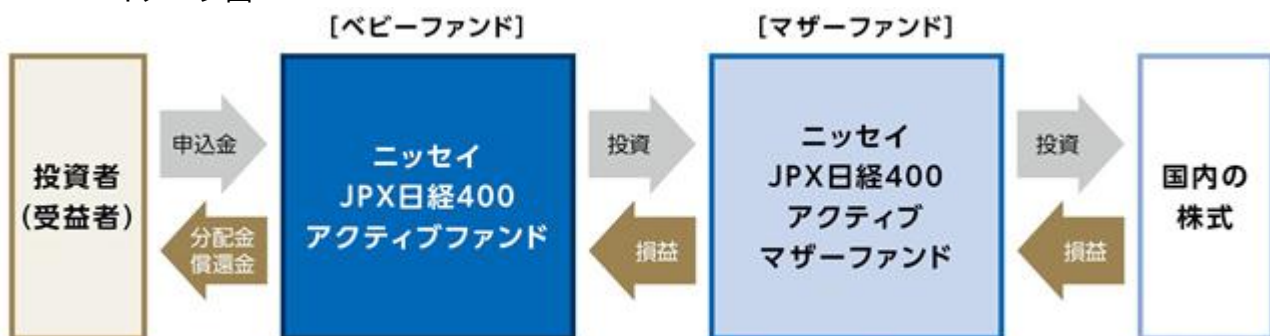 [ベビーファンド]
[マザーファンド]
投資者
(受益者)
申込金
分配金
償還金
ニッセイ
JPX日経400
アクティブファンド
投資
損益
ニッセイ
JPX日経400
アクティブ
マザーファンド
投資
損益
国内の
株式